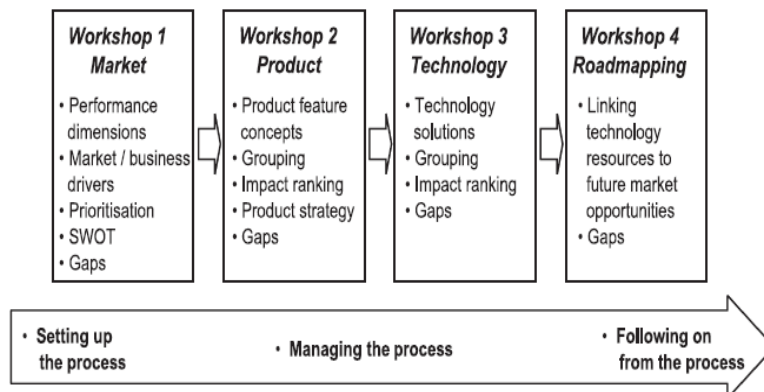 Workshop 1
Market
• Performance
dimensions
• Market / business
drivers
• Prioritisation
• SWOT
• Gaps
Workshop 2
Product
• Product feature
concepts
• Grouping
• Impact ranking
• Product strategy
• Gaps
Workshop 3
Technology
• Technology
solutions
• Grouping
• Impact ranking
• Gaps
Workshop 4
Roadmapping
• Linking
technology
resources to
future market
opportunities
• Gaps
• Setting up
the process
• Managing the process
• Following on
from the process